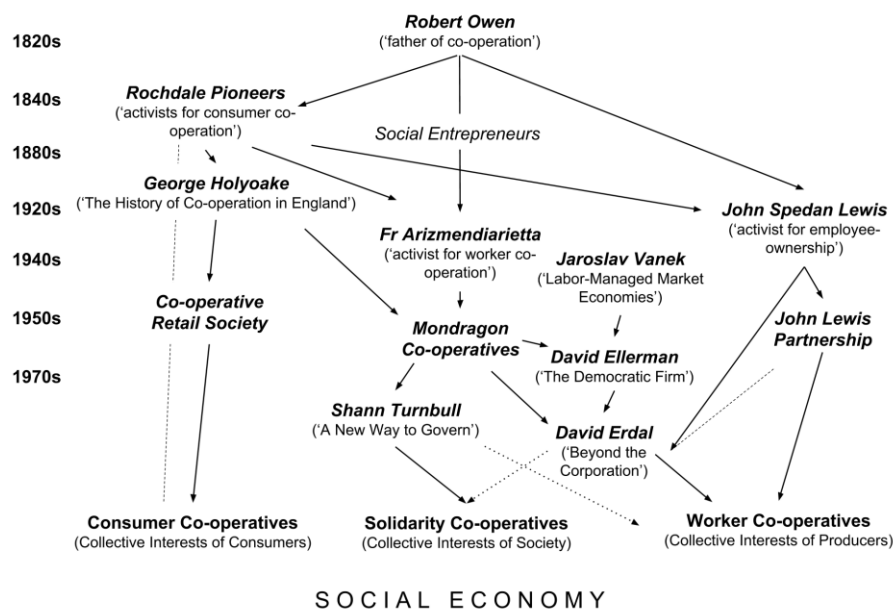 Robert Owen
1820s
('father of co-operation')
Rochdale Pioneers
1840s
('activists for consumer co-
operation')
Social Entrepreneurs
1880s
George Holyoake
('The History of Co-operation in England')
1920s
John Spedan Lewis
('activist for employee-
ownership')
Fr Arizmendiarietta
('activist for worker co-
operation')
1940s
Jaroslav Vanek
('Labor-Managed Market
Economies')
Co-operative
Retail Society
1950s
Mondragon
Co-operatives
John Lewis
Partnership
David Ellerman
('The Democratic Firm')
1970s
Shann Turnbull
('A New Way to Govern')
David Erdal
('Beyond the
Corporation')
Consumer Co-operatives
(Collective Interests of Consumers)
Solidarity Co-operatives
(Collective Interests of Society)
Worker Co-operatives
(Collective Interests of Producers)
SOCIAL ECONOMY